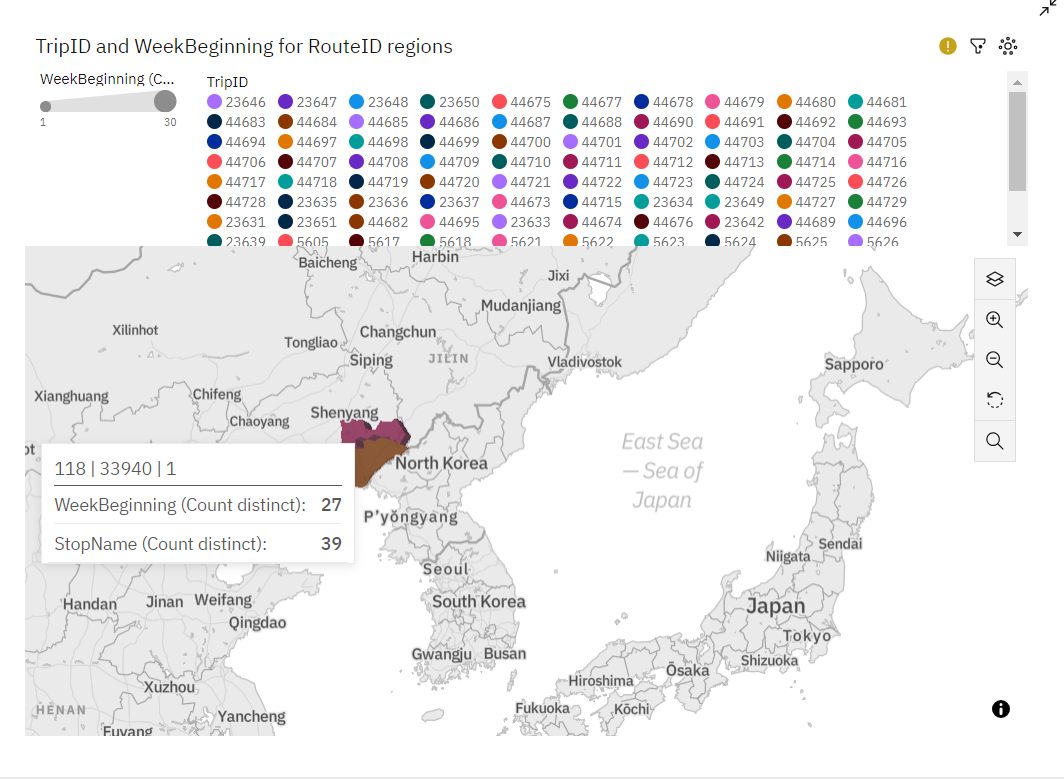 TripID and WeekBeginning for RouteID regions
WeekBeginning (C...
1 30
TripID
23646 23647 23648 23650 44675 44677 44678 44679 44680 44681
44683 44684 44685 44686 44687 44688 44690 44691 44692 44693
44694 44697 44698 44699 44700 44701 44702 44703 44704 44705
44706 44707 44708 44709 44710 44711 44712 44713 44714 44716
44717 44718 44719 44720 44721 44722 44723 44724 44725 44726
44728 23635 23636 23637 44673 44715 23634 23649 44727 44729
23631 23651 44682 44695 23633 44674 44676 23642 44689 44696
23639 5605 5617 5618 5621 5622 5623 5624 5625 5626
Baicheng Harbin
Jixi
Mudanjiang
Xilinhot Changchun
Tongliao
Siping JILIN
Vladivostok
Sapporo
Xianghuang Chifeng
Shenyang
Chaoyang
East Sea
— Sea of
Japan
North Korea
118 | 33940 | 1
WeekBeginning (Count distinct): 27
StopName (Count distinct): 39
P'yŏngyang
Sendai
Niigata
Seoul
Handan Jinan Weifang South Korea Japan
Qingdao Tokyo
Gwangju Busan Shizuoka
Ōsaka
Xuzhou Hiroshima
HENAN Yancheng Fukuoka Kōchi
Fuyang